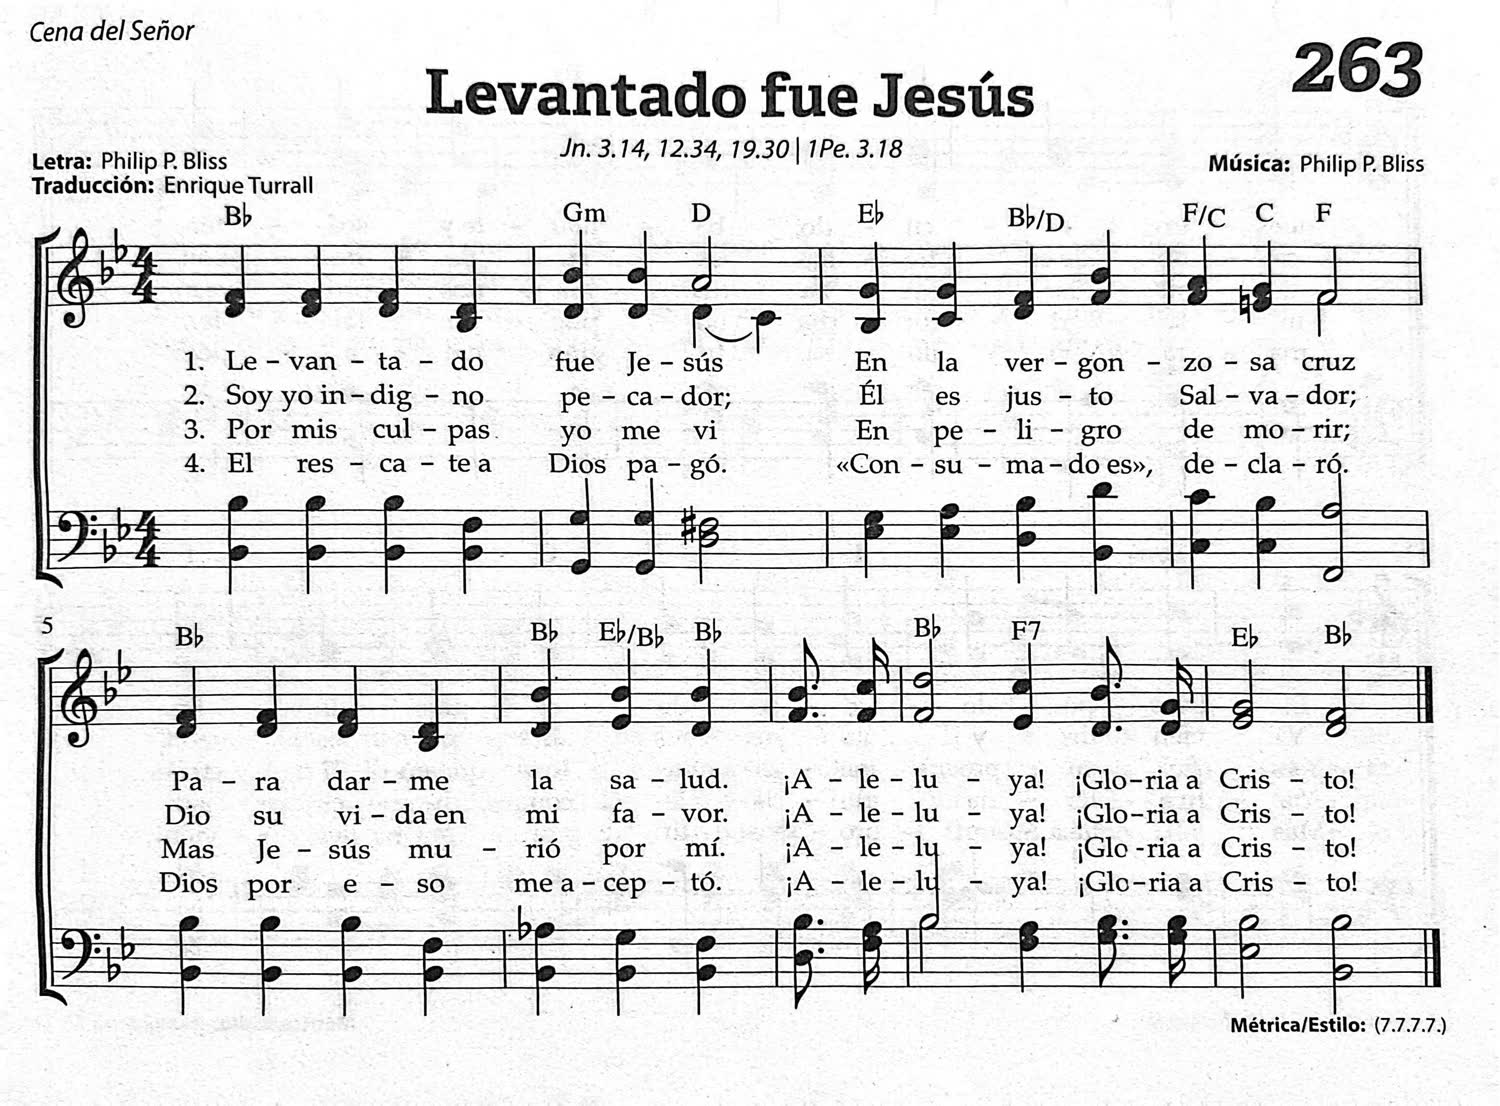 Cena del Señor
263
Levantado fue Jesús
Jn. 3.14, 12.34, 19.30 | 1Pe. 3.18
Letra: Philip P. Bliss
Música: Philip P. Bliss
Traducción: Enrique Turrall
B♭ Gm D E♭ B♭/D F/C C F
4
4
1. Le – van – ta – do fue Je – sús En la ver – gon – zo – sa cruz
2. Soy yo in – dig – no pe – ca – dor; Él es jus – to Sal – va – dor;
3. Por mis cul – pas yo me vi En pe – li – gro de mo – rir;
4. El res – ca – te a Dios pa – gó. «Con – su – ma – do es», de – cla – ró.
4
4
5
B♭ B♭ E♭/B♭ B♭ B♭ F7 E♭ B♭
Pa – ra dar – me la sa – lud. ¡A – le – lu – ya! ¡Glo – ria a Cris – to!
Dio su vi – da en mi fa – vor. ¡A – le – lu – ya! ¡Glo – ria a Cris – to!
Mas Je – sús mu – rió por mí. ¡A – le – lu – ya! ¡Glo – ria a Cris – to!
Dios por e – so me a – cep – tó. ¡A – le – lu – ya! ¡Glo – ria a Cris – to!
Métrica/Estilo: (7.7.7.7.)